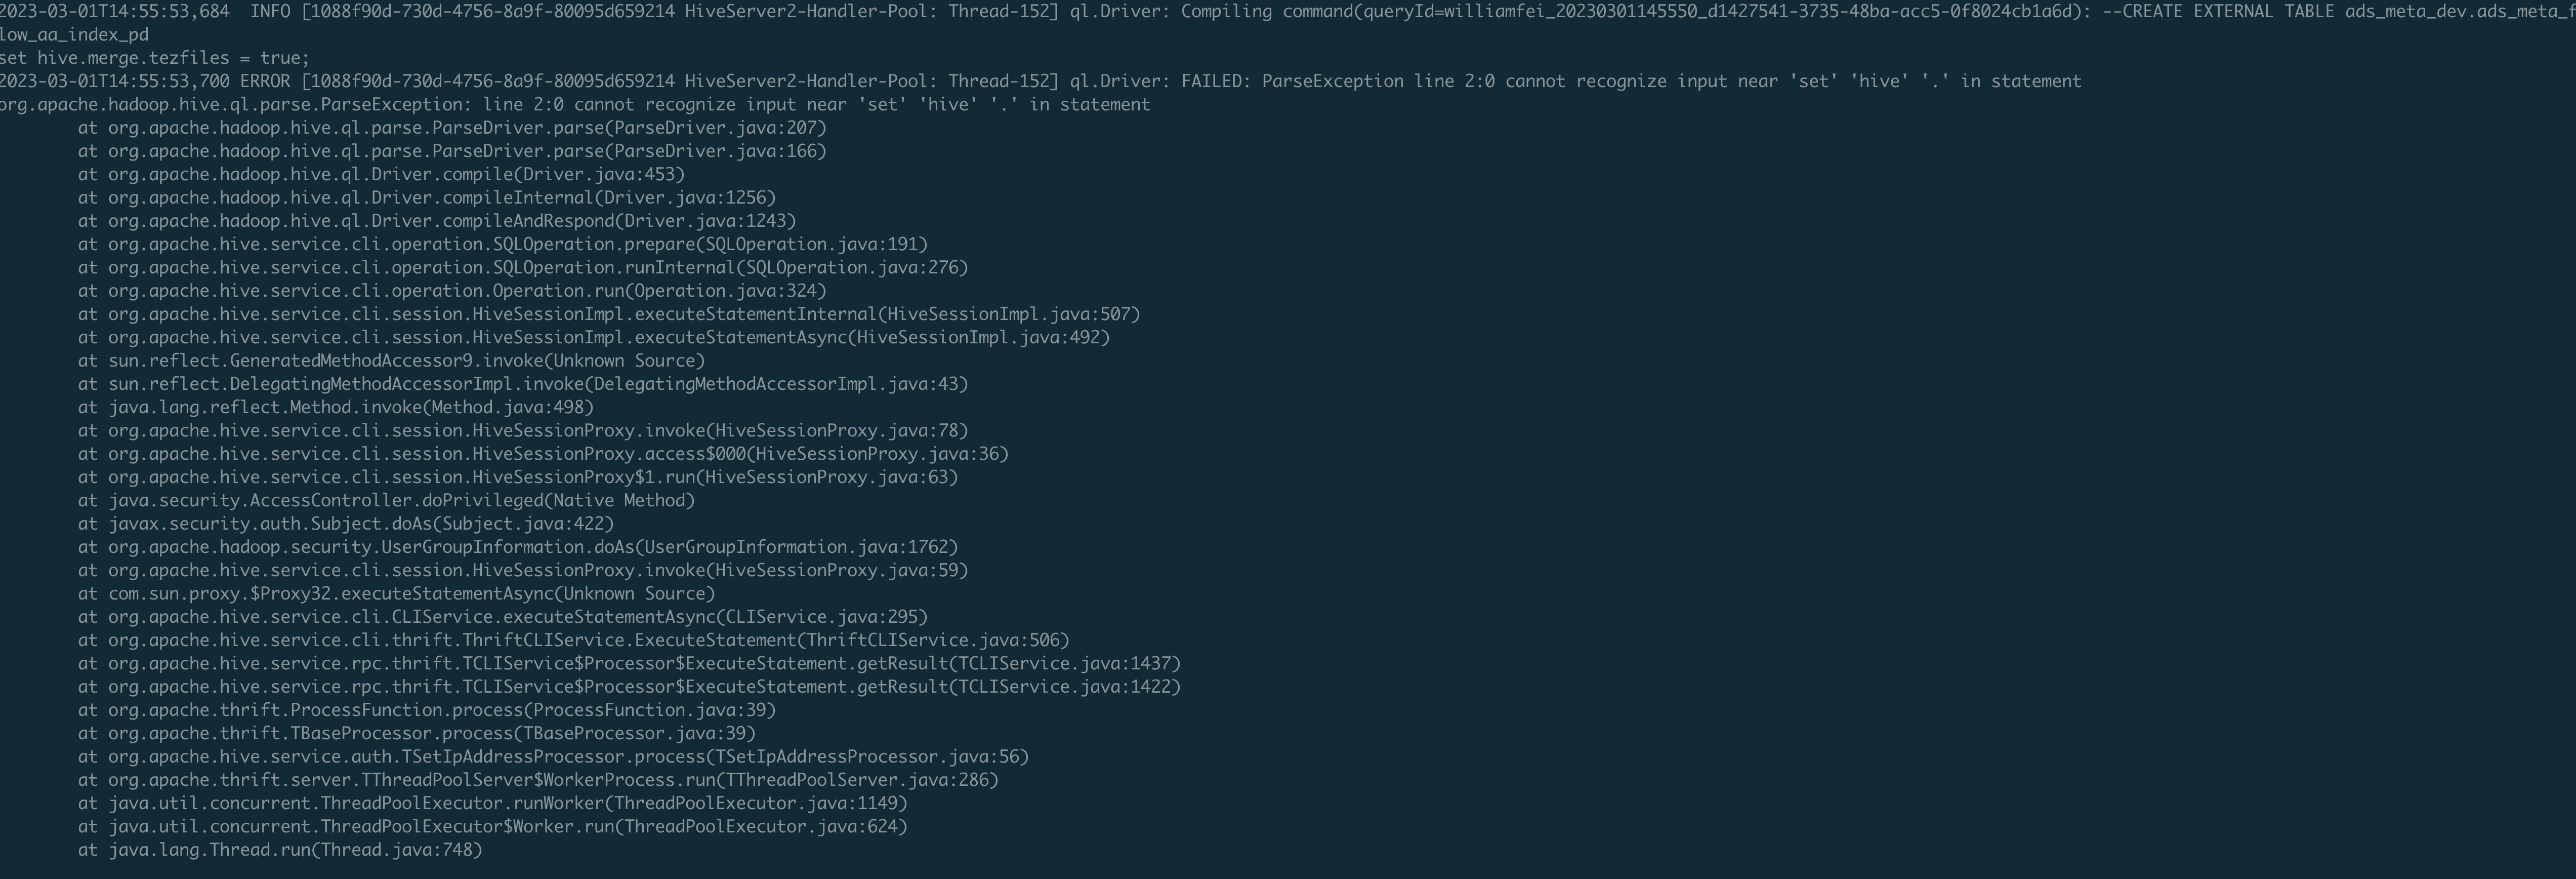 2023-03-01T14:55:53,684  INFO [1088f90d-730d-4756-8a9f-80095d659214 HiveServer2-Handler-Pool: Thread-152] ql.Driver: Compiling command(queryId=williamfei_20230301145550_d1427541-3735-48ba-acc5-0f8024cb1a6d): --CREATE EXTERNAL TABLE ads_meta_dev.ads_meta_f
low_aa_index_pd
set hive.merge.tezfiles = true;
2023-03-01T14:55:53,700 ERROR [1088f90d-730d-4756-8a9f-80095d659214 HiveServer2-Handler-Pool: Thread-152] ql.Driver: FAILED: ParseException line 2:0 cannot recognize input near 'set' 'hive' '.' in statement
org.apache.hadoop.hive.ql.parse.ParseException: line 2:0 cannot recognize input near 'set' 'hive' '.' in statement
at org.apache.hadoop.hive.ql.parse.ParseDriver.parse(ParseDriver.java:207)
at org.apache.hadoop.hive.ql.parse.ParseDriver.parse(ParseDriver.java:166)
at org.apache.hadoop.hive.ql.Driver.compile(Driver.java:453)
at org.apache.hadoop.hive.ql.Driver.compileInternal(Driver.java:1256)
at org.apache.hadoop.hive.ql.Driver.compileAndRespond(Driver.java:1243)
at org.apache.hive.service.cli.operation.SQLOperation.prepare(SQLOperation.java:191)
at org.apache.hive.service.cli.operation.SQLOperation.runInternal(SQLOperation.java:276)
at org.apache.hive.service.cli.operation.Operation.run(Operation.java:324)
at org.apache.hive.service.cli.session.HiveSessionImpl.executeStatementInternal(HiveSessionImpl.java:507)
at org.apache.hive.service.cli.session.HiveSessionImpl.executeStatementAsync(HiveSessionImpl.java:492)
at sun.reflect.GeneratedMethodAccessor9.invoke(Unknown Source)
at sun.reflect.DelegatingMethodAccessorImpl.invoke(DelegatingMethodAccessorImpl.java:43)
at java.lang.reflect.Method.invoke(Method.java:498)
at org.apache.hive.service.cli.session.HiveSessionProxy.invoke(HiveSessionProxy.java:78)
at org.apache.hive.service.cli.session.HiveSessionProxy.access$000(HiveSessionProxy.java:36)
at org.apache.hive.service.cli.session.HiveSessionProxy$1.run(HiveSessionProxy.java:63)
at java.security.AccessController.doPrivileged(Native Method)
at javax.security.auth.Subject.doAs(Subject.java:422)
at org.apache.hadoop.security.UserGroupInformation.doAs(UserGroupInformation.java:1762)
at org.apache.hive.service.cli.session.HiveSessionProxy.invoke(HiveSessionProxy.java:59)
at com.sun.proxy.$Proxy32.executeStatementAsync(Unknown Source)
at org.apache.hive.service.cli.CLIService.executeStatementAsync(CLIService.java:295)
at org.apache.hive.service.cli.thrift.ThriftCLIService.ExecuteStatement(ThriftCLIService.java:506)
at org.apache.hive.service.rpc.thrift.TCLIService$Processor$ExecuteStatement.getResult(TCLIService.java:1437)
at org.apache.hive.service.rpc.thrift.TCLIService$Processor$ExecuteStatement.getResult(TCLIService.java:1422)
at org.apache.thrift.ProcessFunction.process(ProcessFunction.java:39)
at org.apache.thrift.TBaseProcessor.process(TBaseProcessor.java:39)
at org.apache.hive.service.auth.TSetIpAddressProcessor.process(TSetIpAddressProcessor.java:56)
at org.apache.thrift.server.TThreadPoolServer$WorkerProcess.run(TThreadPoolServer.java:286)
at java.util.concurrent.ThreadPoolExecutor.runWorker(ThreadPoolExecutor.java:1149)
at java.util.concurrent.ThreadPoolExecutor$Worker.run(ThreadPoolExecutor.java:624)
at java.lang.Thread.run(Thread.java:748)